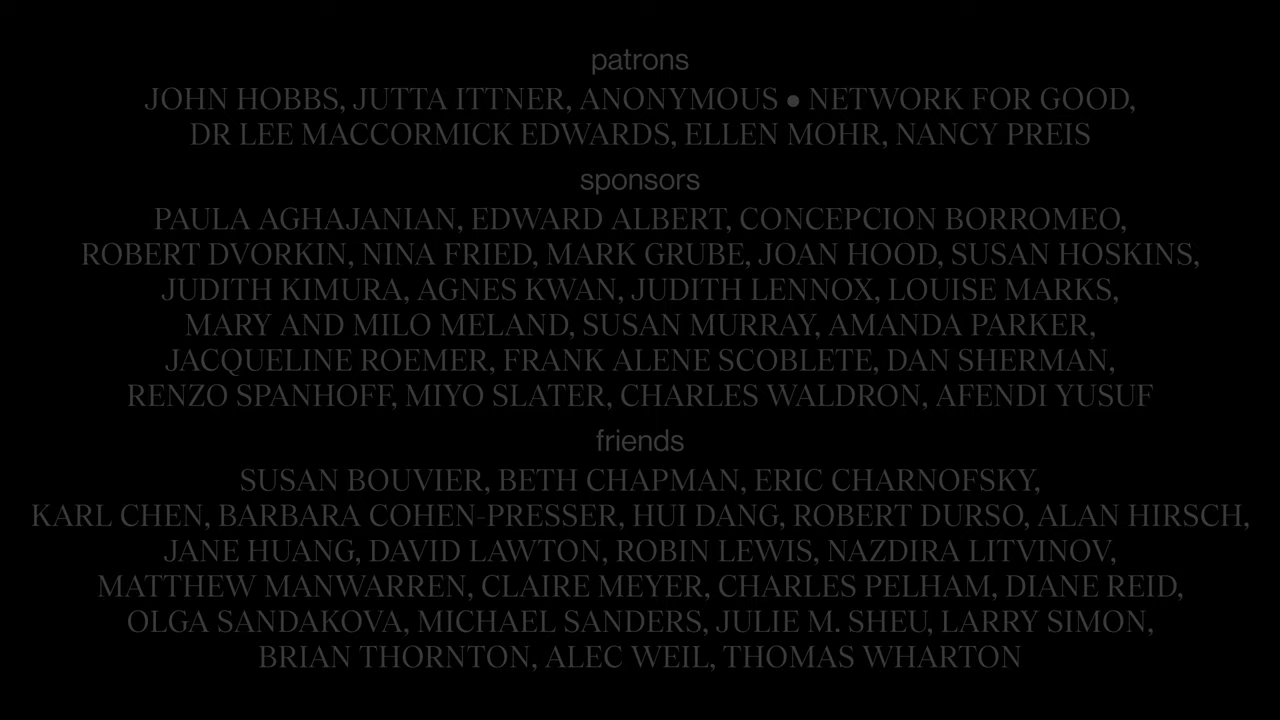 patrons
JOHN HOBBS, JUTTA ITTNER, ANONYMOUS • NETWORK FOR GOOD,
DR LEE MACCORMICK EDWARDS, ELLEN MOHR, NANCY PREIS
sponsors
PAULA AGHAJANIAN, EDWARD ALBERT, CONCEPCION BORROMEO,
ROBERT DVORKIN, NINA FRIED, MARK GRUBE, JOAN HOOD, SUSAN HOSKINS,
JUDITH KIMURA, AGNES KWAN, JUDITH LENNOX, LOUISE MARKS,
MARY AND MILO MELAND, SUSAN MURRAY, AMANDA PARKER,
JACQUELINE ROEMER, FRANK ALENE SCOBLETE, DAN SHERMAN,
RENZO SPANHOFF, MIYO SLATER, CHARLES WALDRON, AFENDI YUSUF
friends
SUSAN BOUVIER, BETH CHAPMAN, ERIC CHARNOFSKY,
KARL CHEN, BARBARA COHEN-PRESSER, HUI DANG, ROBERT DURSO, ALAN HIRSCH,
JANE HUANG, DAVID LAWTON, ROBIN LEWIS, NAZDIRA LITVINOV,
MATTHEW MANWARREN, CLAIRE MEYER, CHARLES PELHAM, DIANE REID,
OLGA SANDAKOVA, MICHAEL SANDERS, JULIE M. SHEU, LARRY SIMON,
BRIAN THORNTON, ALEC WEIL, THOMAS WHARTON